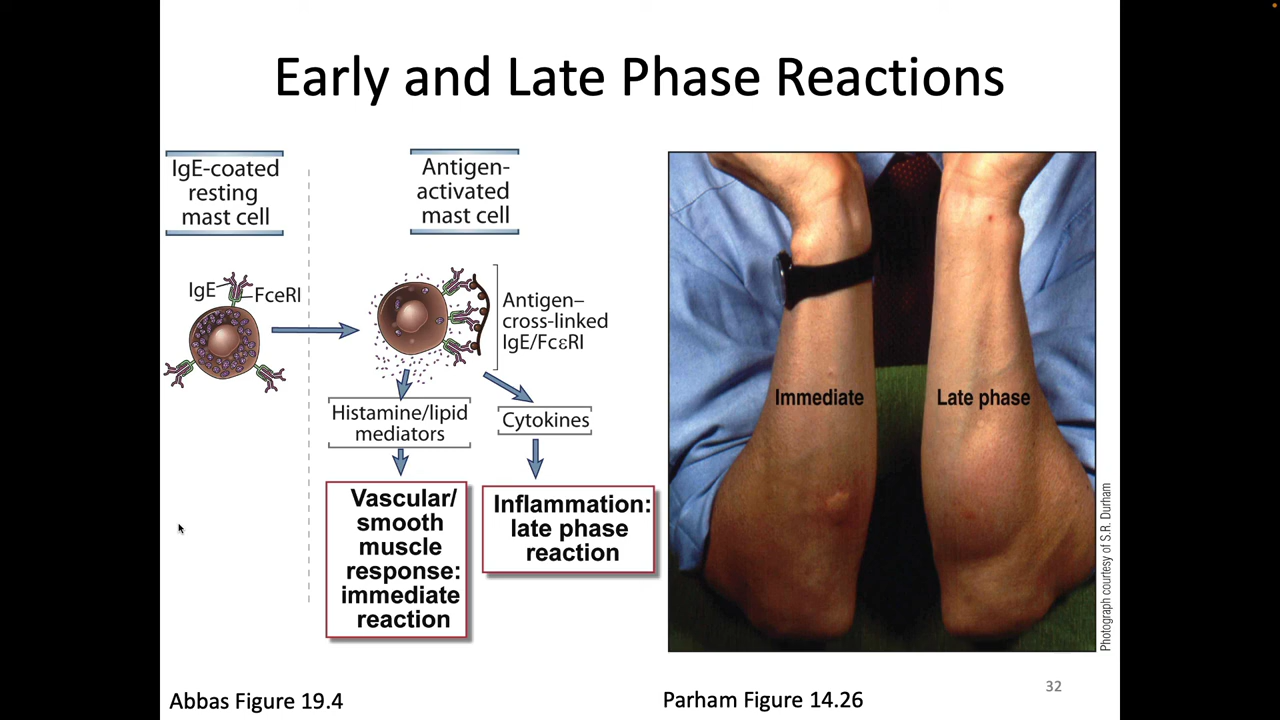 Early and Late Phase Reactions
IgE-coated
resting
mast cell
Antigen-
activated
mast cell
IgE
FceRI
Antigen–
cross-linked
IgE/FcεRI
Histamine/lipid
mediators
Cytokines
Vascular/
smooth
muscle
response:
immediate
reaction
Inflammation:
late phase
reaction
Immediate
Late phase
Photograph courtesy of S.R. Durham
Abbas Figure 19.4
Parham Figure 14.26
32